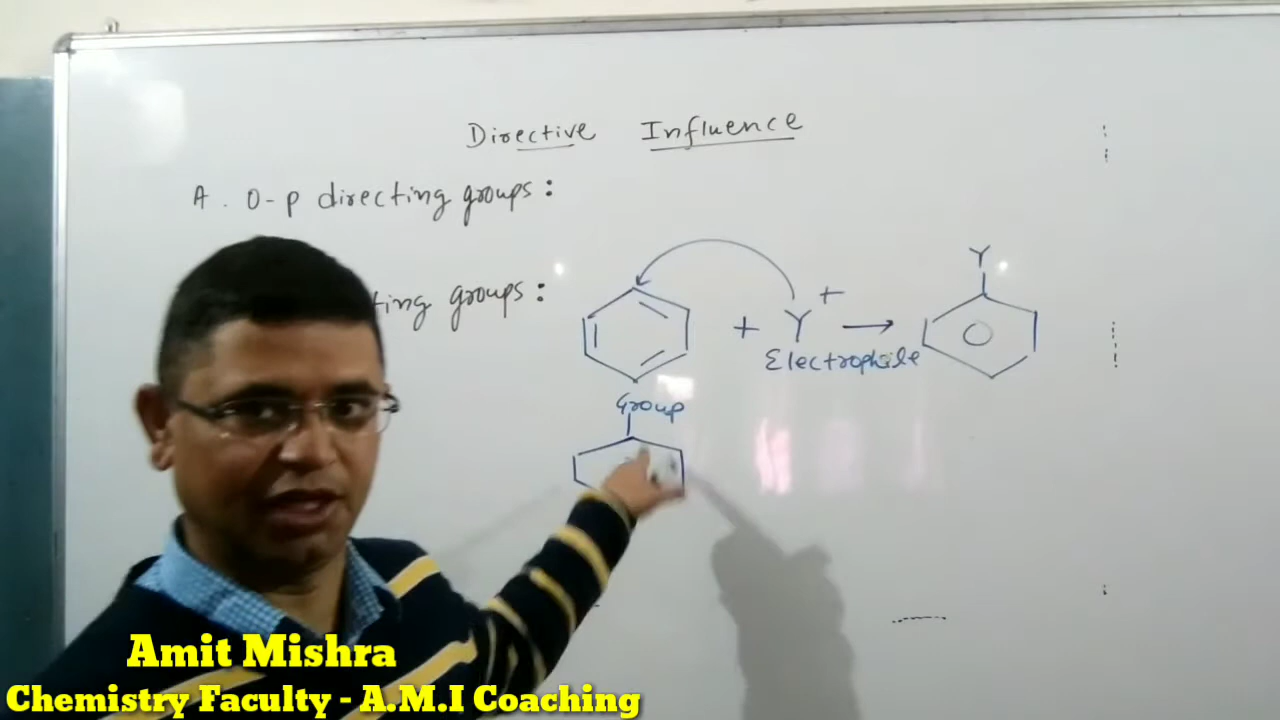 Directive Influence
A. O-p directing groups:
ting groups:
Y
+ Y+ →
Electrophile
Group
Amit Mishra
Chemistry Faculty - A.M.I Coaching